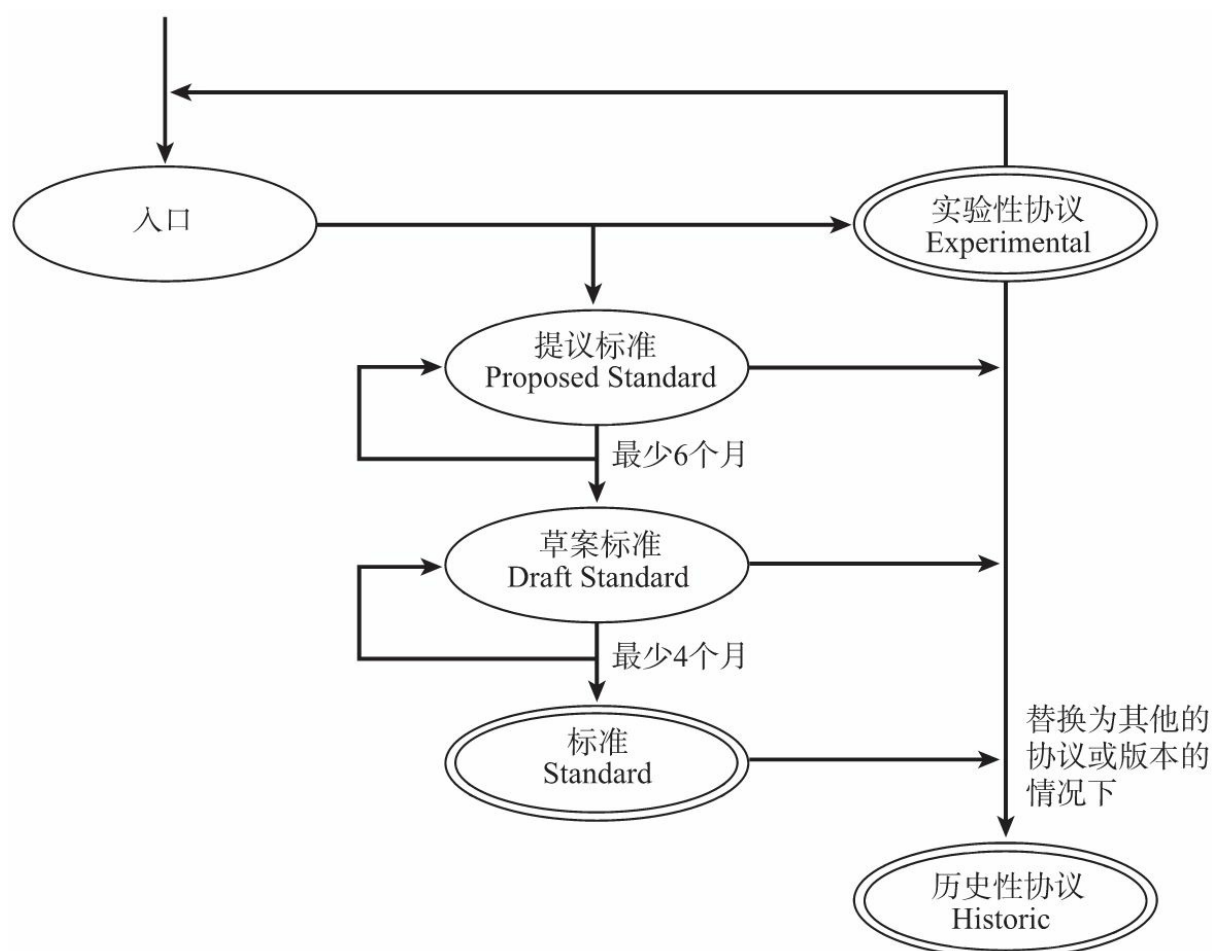 入口
实验性协议
Experimental
提议标准
Proposed Standard
最少6个月
草案标准
Draft Standard
最少4个月
标准
Standard
替换为其他的
协议或版本的
情况下
历史性协议
Historic